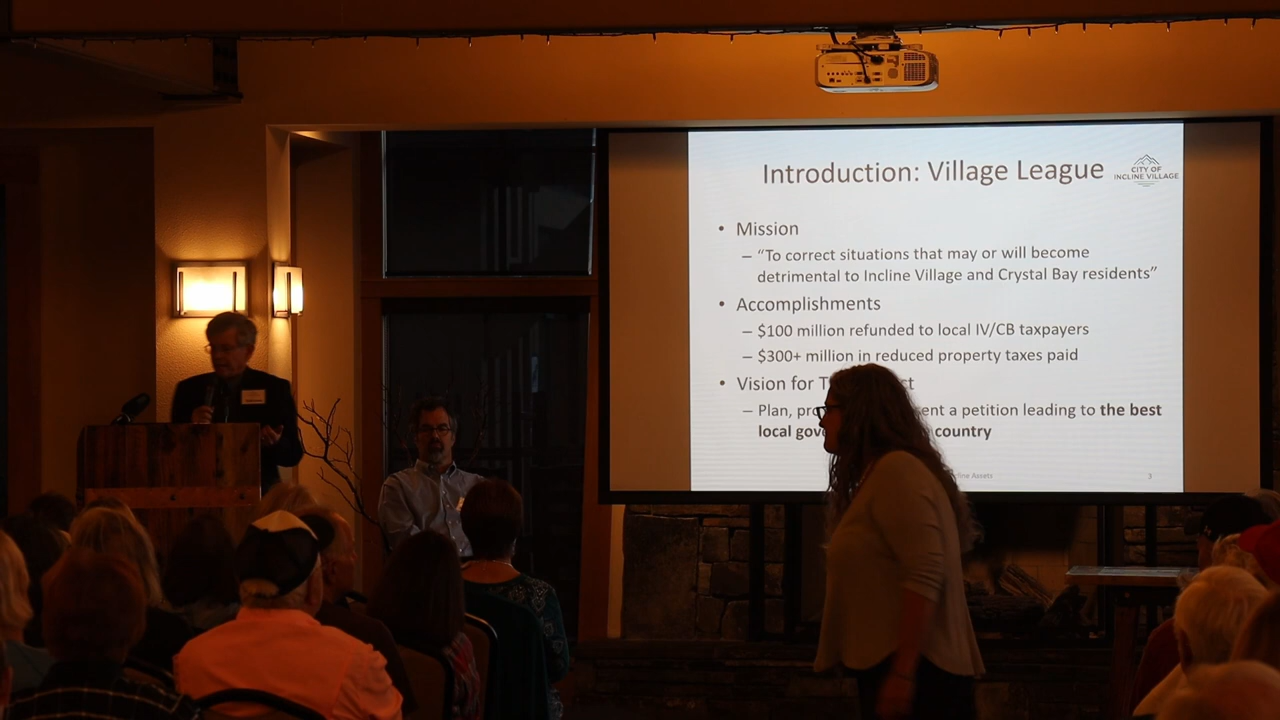 Introduction: Village League
CITY OF
INCLINE VILLAGE
• Mission
– “To correct situations that may or will become
detrimental to Incline Village and Crystal Bay residents”
• Accomplishments
– $100 million refunded to local IV/CB taxpayers
– $300+ million in reduced property taxes paid
• Vision for
– Plan, a petition leading to the best
local country
Assets
3